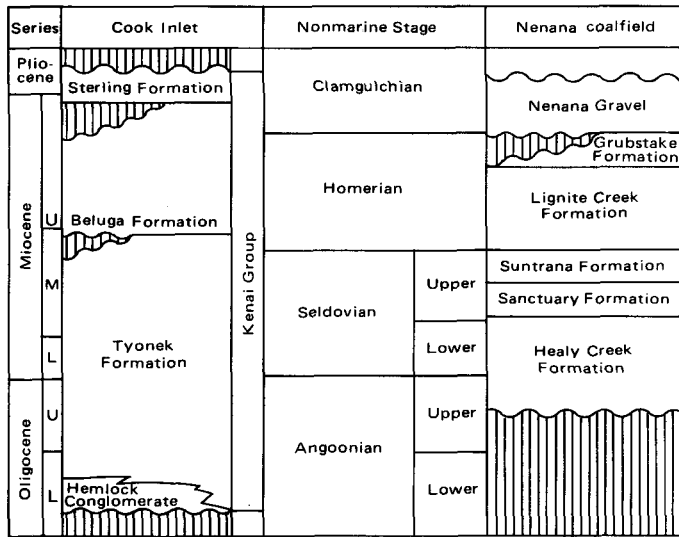 Series
Cook Inlet
Nonmarine Stage
Nenana coalfield
Plio-
cene
Sterling Formation
Clamgulchian
Nenana Gravel
Grubstake
Formation
Miocene
U
Beluga Formation
Homerian
Lignite Creek
Formation
M
L
Tyonek
Formation
Kenai Group
Seldovian
Upper
Lower
Suntrana Formation
Sanctuary Formation
Healy Creek
Formation
Oligocene
U
L
Hemlock
Conglomerate
Angoonian
Upper
Lower